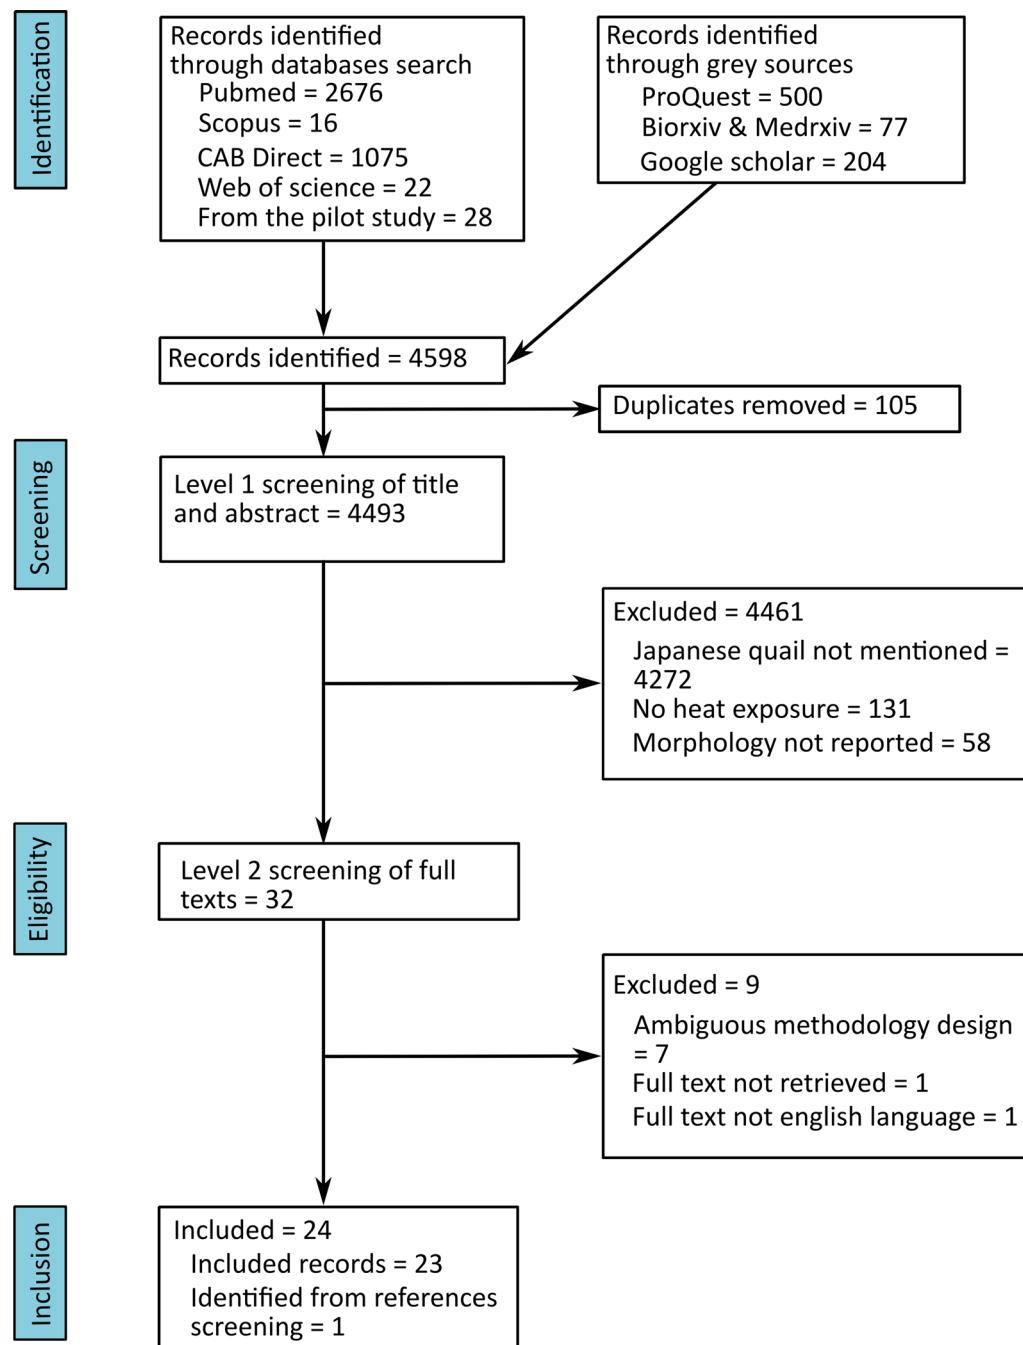 Identification
Records identified
through databases search
Pubmed = 2676
Scopus = 16
CAB Direct = 1075
Web of science = 22
From the pilot study = 28
Records identified
through grey sources
ProQuest = 500
Biorxiv & Medrxiv = 77
Google scholar = 204
Records identified = 4598
Duplicates removed = 105
Screening
Level 1 screening of title
and abstract = 4493
Excluded = 4461
Japanese quail not mentioned =
4272
No heat exposure = 131
Morphology not reported = 58
Eligibility
Level 2 screening of full
texts = 32
Excluded = 9
Ambiguous methodology design
= 7
Full text not retrieved = 1
Full text not english language = 1
Inclusion
Included = 24
Included records = 23
Identified from references
screening = 1